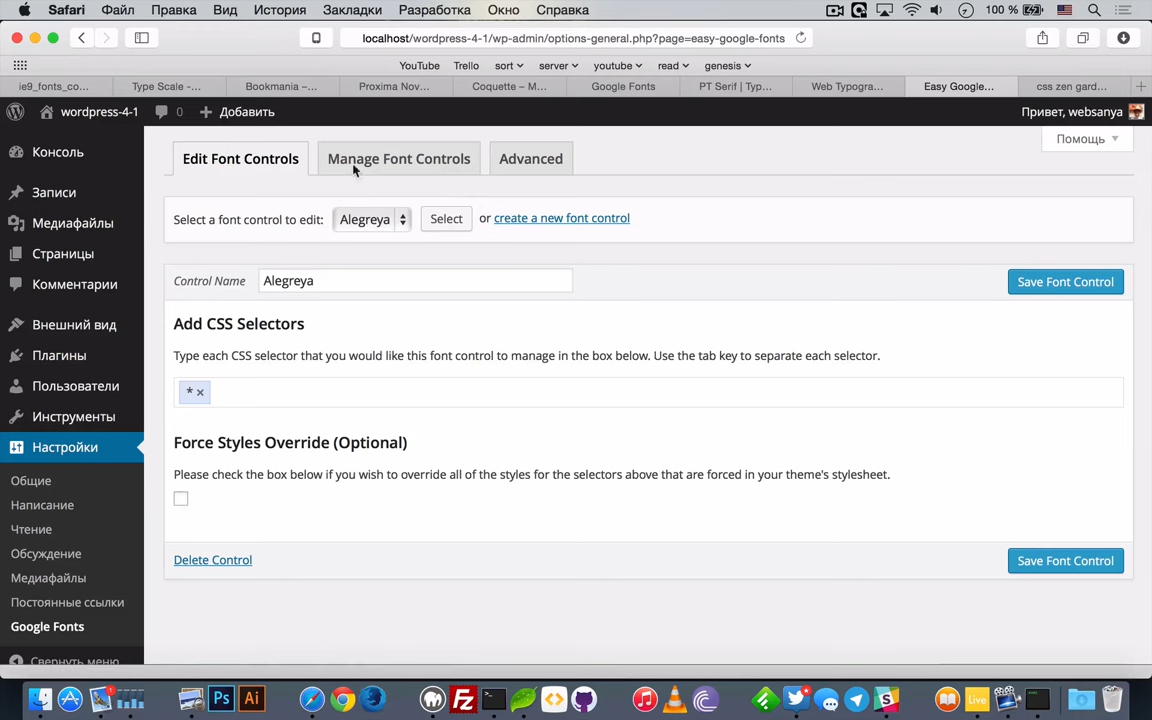 Safari Файл Правка Вид История Закладки Разработка Окно Справка 100 %
localhost/wordpress-4-1/wp-admin/options-general.php?page=easy-google-fonts
YouTube Trello sort server youtube read genesis
ie9_fonts_co... Type Scale -... Bookmania –... Proxima Nov... Coquette – M... Google Fonts PT Serif | Typ... Web Typogra... Easy Google... css zen gard...
wordpress-4-1 0 Добавить Привет, websanya
Помощь
Консоль
Записи
Медиафайлы
Страницы
Комментарии
Внешний вид
Плагины
Пользователи
Инструменты
Настройки
Общие
Написание
Чтение
Обсуждение
Медиафайлы
Постоянные ссылки
Google Fonts
Свернуть меню
Edit Font Controls Manage Font Controls Advanced
Select a font control to edit: Alegreya Select or create a new font control
Control Name Alegreya Save Font Control
Add CSS Selectors
Type each CSS selector that you would like this font control to manage in the box below. Use the tab key to separate each selector.
* ×
Force Styles Override (Optional)
Please check the box below if you wish to override all of the styles for the selectors above that are forced in your theme's stylesheet.
Delete Control Save Font Control
Ps Ai Fz Live